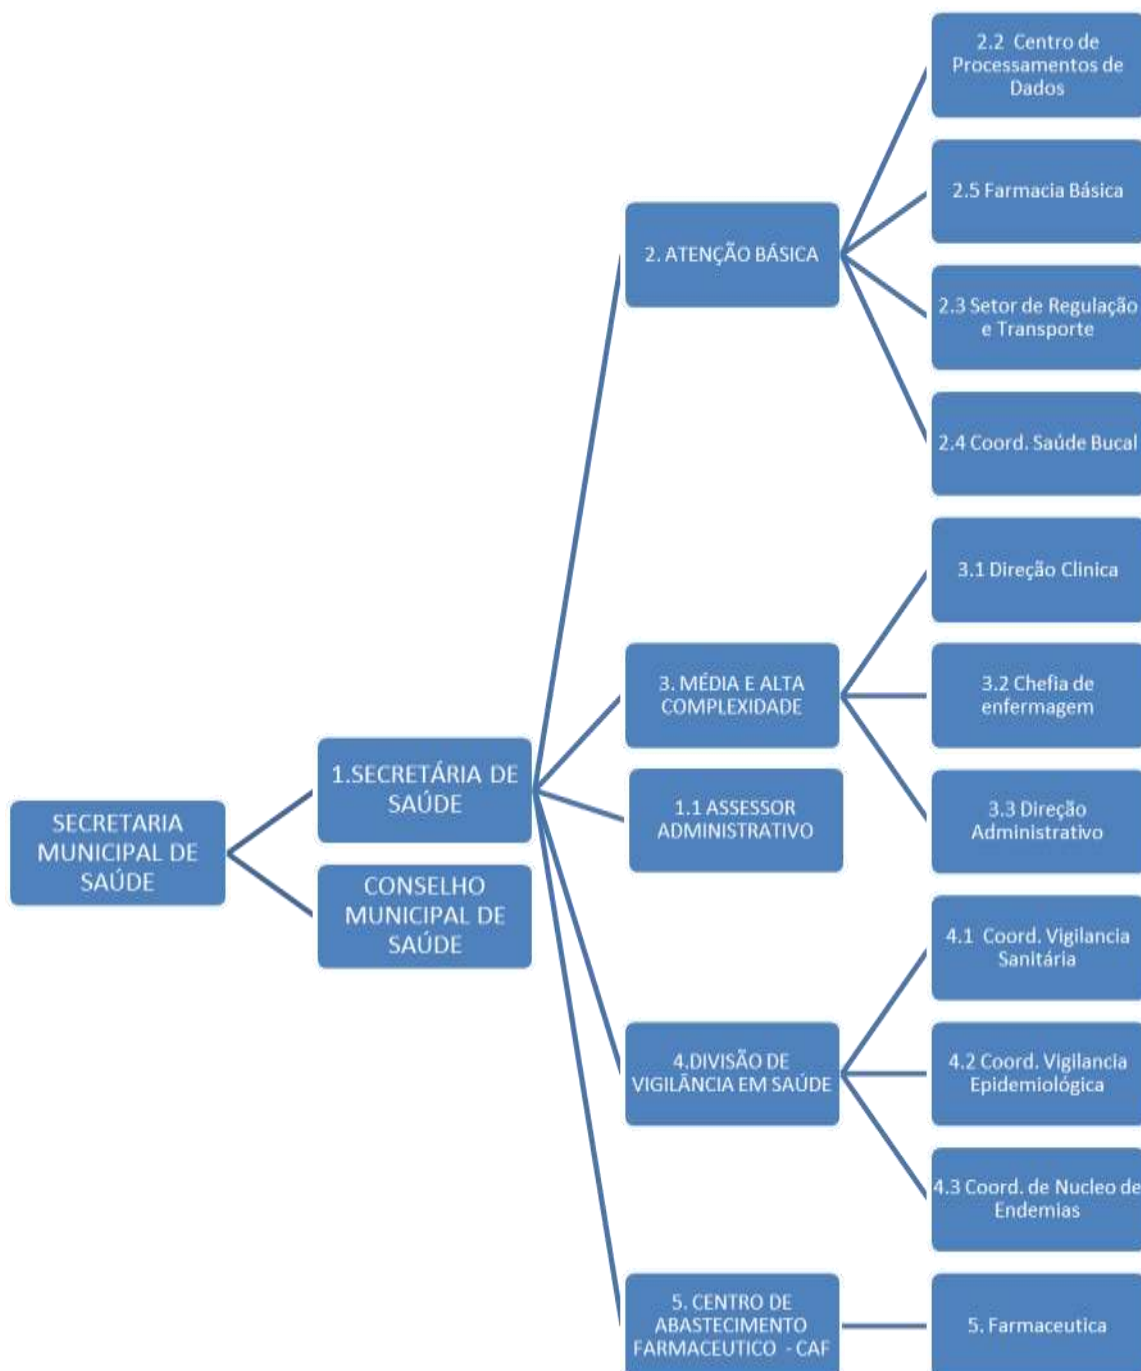 SECRETARIA
MUNICIPAL DE
SAÚDE
1.SECRETÁRIA DE
SAÚDE
CONSELHO
MUNICIPAL DE
SAÚDE
2. ATENÇÃO BÁSICA
2.2 Centro de
Processamentos de
Dados
2.5 Farmacia Básica
2.3 Setor de Regulação
e Transporte
2.4 Coord. Saúde Bucal
3. MÉDIA E ALTA
COMPLEXIDADE
3.1 Direção Clinica
3.2 Chefia de
enfermagem
3.3 Direção
Administrativo
1.1 ASSESSOR
ADMINISTRATIVO
4.DIVISÃO DE
VIGILÂNCIA EM SAÚDE
4.1 Coord. Vigilancia
Sanitária
4.2 Coord. Vigilancia
Epidemiológica
4.3 Coord. de Nucleo de
Endemias
5. CENTRO DE
ABASTECIMENTO
FARMACEUTICO - CAF
5. Farmaceutica